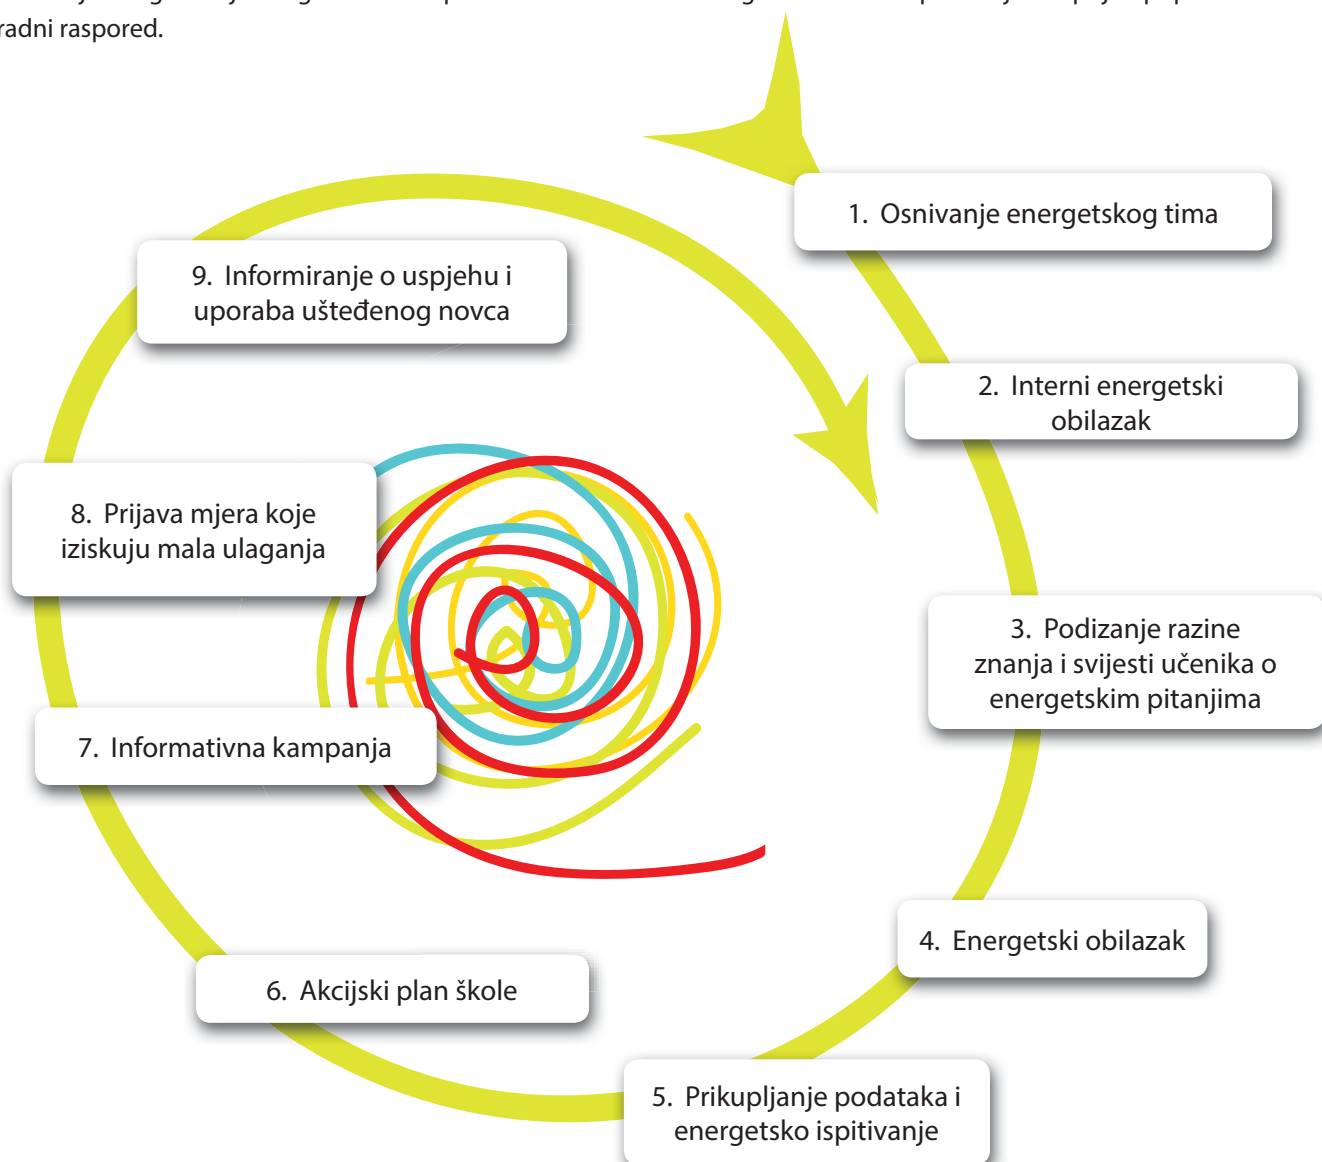 radni raspored.
1. Osnivanje energetskog tima
9. Informiranje o uspjehu i
uporaba ušteđenog novca
2. Interni energetski
obilazak
8. Prijava mjera koje
iziskuju mala ulaganja
3. Podizanje razine
znanja i svijesti učenika o
energetskim pitanjima
7. Informativna kampanja
4. Energetski obilazak
6. Akcijski plan škole
5. Prikupljanje podataka i
energetsko ispitivanje